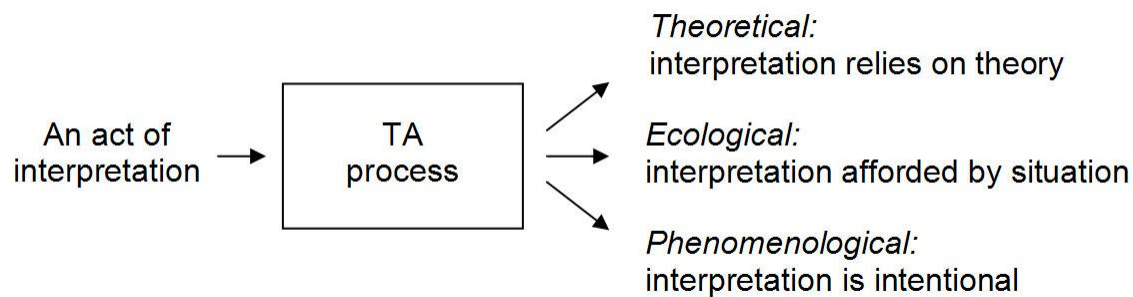 An act of
interpretation
TA
process
Theoretical:
interpretation relies on theory
Ecological:
interpretation afforded by situation
Phenomenological:
interpretation is intentional